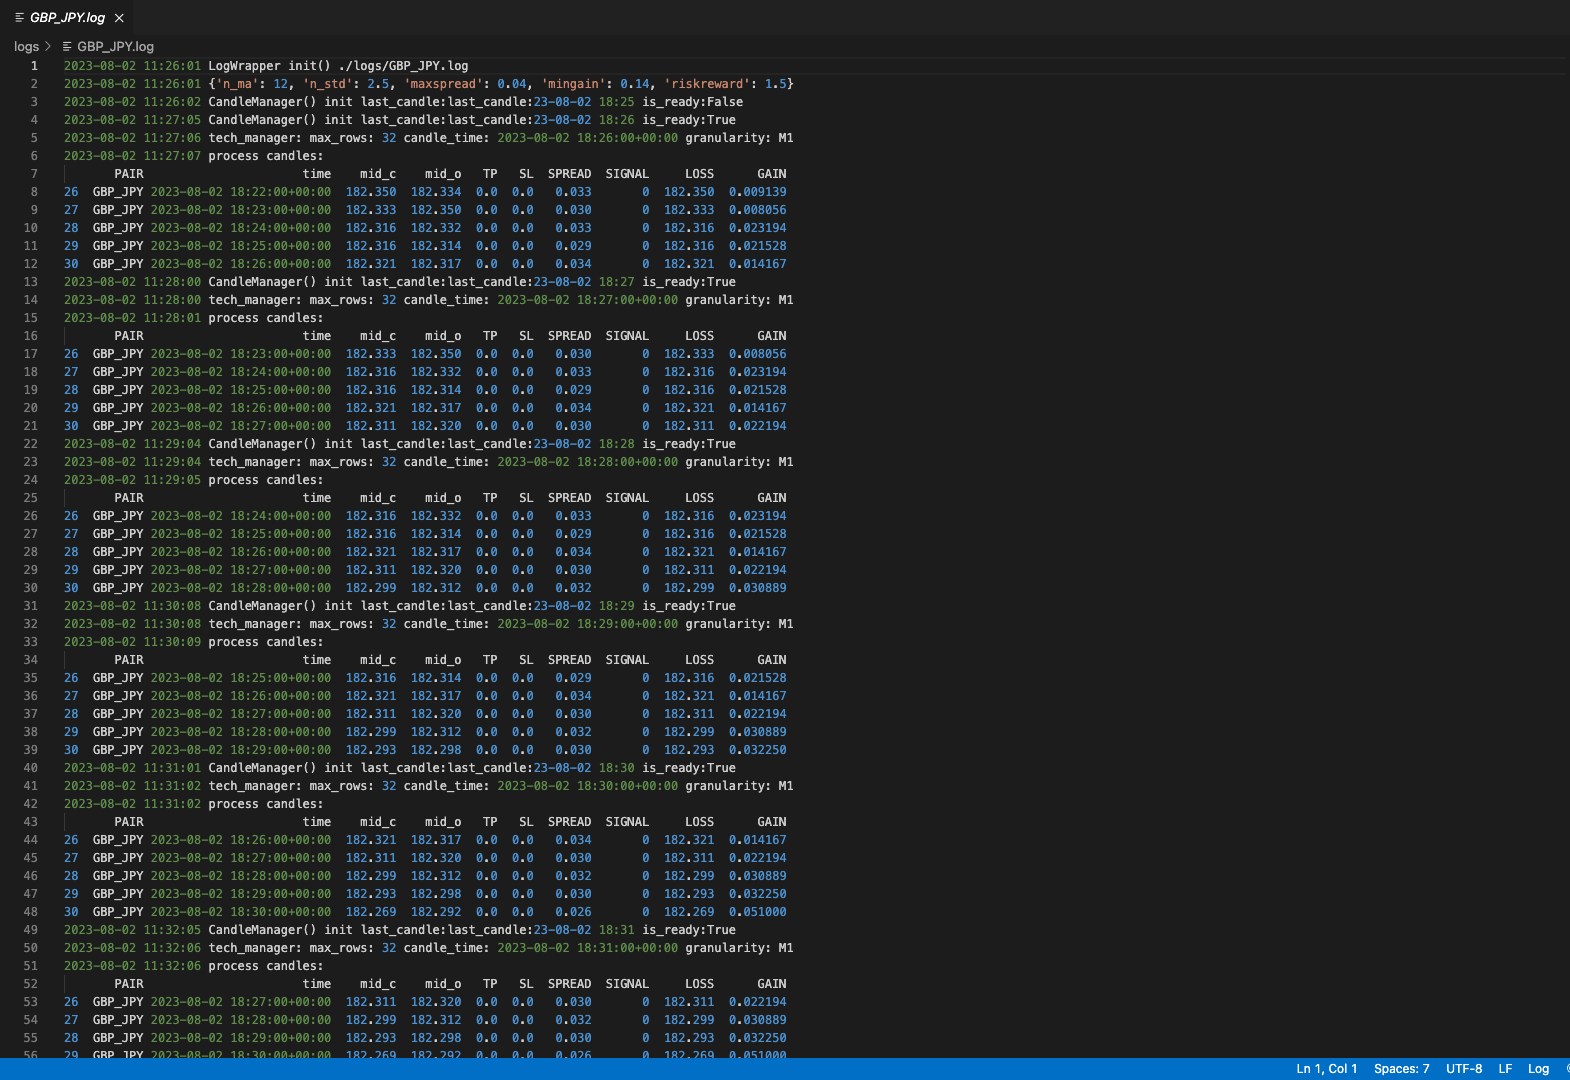 GBP_JPY.log
logs > GBP_JPY.log
1 2023-08-02 11:26:01 LogWrapper init() ./logs/GBP_JPY.log
2 2023-08-02 11:26:01 {'n_ma': 12, 'n_std': 2.5, 'maxspread': 0.04, 'mingain': 0.14, 'riskreward': 1.5}
3 2023-08-02 11:26:02 CandleManager() init last_candle:last_candle:23-08-02 18:25 is_ready:False
4 2023-08-02 11:27:05 CandleManager() init last_candle:last_candle:23-08-02 18:26 is_ready:True
5 2023-08-02 11:27:06 tech_manager: max_rows: 32 candle_time: 2023-08-02 18:26:00+00:00 granularity: M1
6 2023-08-02 11:27:07 process candles:
7 PAIR time mid_c mid_o TP SL SPREAD SIGNAL LOSS GAIN
8 26 GBP_JPY 2023-08-02 18:22:00+00:00 182.350 182.334 0.0 0.0 0.033 0 182.350 0.009139
9 27 GBP_JPY 2023-08-02 18:23:00+00:00 182.333 182.350 0.0 0.0 0.030 0 182.333 0.008056
10 28 GBP_JPY 2023-08-02 18:24:00+00:00 182.316 182.332 0.0 0.0 0.033 0 182.316 0.023194
11 29 GBP_JPY 2023-08-02 18:25:00+00:00 182.316 182.314 0.0 0.0 0.029 0 182.316 0.021528
12 30 GBP_JPY 2023-08-02 18:26:00+00:00 182.321 182.317 0.0 0.0 0.034 0 182.321 0.014167
13 2023-08-02 11:28:00 CandleManager() init last_candle:last_candle:23-08-02 18:27 is_ready:True
14 2023-08-02 11:28:00 tech_manager: max_rows: 32 candle_time: 2023-08-02 18:27:00+00:00 granularity: M1
15 2023-08-02 11:28:01 process candles:
16 PAIR time mid_c mid_o TP SL SPREAD SIGNAL LOSS GAIN
17 26 GBP_JPY 2023-08-02 18:23:00+00:00 182.333 182.350 0.0 0.0 0.030 0 182.333 0.008056
18 27 GBP_JPY 2023-08-02 18:24:00+00:00 182.316 182.332 0.0 0.0 0.033 0 182.316 0.023194
19 28 GBP_JPY 2023-08-02 18:25:00+00:00 182.316 182.314 0.0 0.0 0.029 0 182.316 0.021528
20 29 GBP_JPY 2023-08-02 18:26:00+00:00 182.321 182.317 0.0 0.0 0.034 0 182.321 0.014167
21 30 GBP_JPY 2023-08-02 18:27:00+00:00 182.311 182.320 0.0 0.0 0.030 0 182.311 0.022194
22 2023-08-02 11:29:04 CandleManager() init last_candle:last_candle:23-08-02 18:28 is_ready:True
23 2023-08-02 11:29:04 tech_manager: max_rows: 32 candle_time: 2023-08-02 18:28:00+00:00 granularity: M1
24 2023-08-02 11:29:05 process candles:
25 PAIR time mid_c mid_o TP SL SPREAD SIGNAL LOSS GAIN
26 26 GBP_JPY 2023-08-02 18:24:00+00:00 182.316 182.332 0.0 0.0 0.033 0 182.316 0.023194
27 27 GBP_JPY 2023-08-02 18:25:00+00:00 182.316 182.314 0.0 0.0 0.029 0 182.316 0.021528
28 28 GBP_JPY 2023-08-02 18:26:00+00:00 182.321 182.317 0.0 0.0 0.034 0 182.321 0.014167
29 29 GBP_JPY 2023-08-02 18:27:00+00:00 182.311 182.320 0.0 0.0 0.030 0 182.311 0.022194
30 30 GBP_JPY 2023-08-02 18:28:00+00:00 182.299 182.312 0.0 0.0 0.032 0 182.299 0.030889
31 2023-08-02 11:30:08 CandleManager() init last_candle:last_candle:23-08-02 18:29 is_ready:True
32 2023-08-02 11:30:08 tech_manager: max_rows: 32 candle_time: 2023-08-02 18:29:00+00:00 granularity: M1
33 2023-08-02 11:30:09 process candles:
34 PAIR time mid_c mid_o TP SL SPREAD SIGNAL LOSS GAIN
35 26 GBP_JPY 2023-08-02 18:25:00+00:00 182.316 182.314 0.0 0.0 0.029 0 182.316 0.021528
36 27 GBP_JPY 2023-08-02 18:26:00+00:00 182.321 182.317 0.0 0.0 0.034 0 182.321 0.014167
37 28 GBP_JPY 2023-08-02 18:27:00+00:00 182.311 182.320 0.0 0.0 0.030 0 182.311 0.022194
38 29 GBP_JPY 2023-08-02 18:28:00+00:00 182.299 182.312 0.0 0.0 0.032 0 182.299 0.030889
39 30 GBP_JPY 2023-08-02 18:29:00+00:00 182.293 182.298 0.0 0.0 0.030 0 182.293 0.032250
40 2023-08-02 11:31:01 CandleManager() init last_candle:last_candle:23-08-02 18:30 is_ready:True
41 2023-08-02 11:31:02 tech_manager: max_rows: 32 candle_time: 2023-08-02 18:30:00+00:00 granularity: M1
42 2023-08-02 11:31:02 process candles:
43 PAIR time mid_c mid_o TP SL SPREAD SIGNAL LOSS GAIN
44 26 GBP_JPY 2023-08-02 18:26:00+00:00 182.321 182.317 0.0 0.0 0.034 0 182.321 0.014167
45 27 GBP_JPY 2023-08-02 18:27:00+00:00 182.311 182.320 0.0 0.0 0.030 0 182.311 0.022194
46 28 GBP_JPY 2023-08-02 18:28:00+00:00 182.299 182.312 0.0 0.0 0.032 0 182.299 0.030889
47 29 GBP_JPY 2023-08-02 18:29:00+00:00 182.293 182.298 0.0 0.0 0.030 0 182.293 0.032250
48 30 GBP_JPY 2023-08-02 18:30:00+00:00 182.269 182.292 0.0 0.0 0.026 0 182.269 0.051000
49 2023-08-02 11:32:05 CandleManager() init last_candle:last_candle:23-08-02 18:31 is_ready:True
50 2023-08-02 11:32:06 tech_manager: max_rows: 32 candle_time: 2023-08-02 18:31:00+00:00 granularity: M1
51 2023-08-02 11:32:06 process candles:
52 PAIR time mid_c mid_o TP SL SPREAD SIGNAL LOSS GAIN
53 26 GBP_JPY 2023-08-02 18:27:00+00:00 182.311 182.320 0.0 0.0 0.030 0 182.311 0.022194
54 27 GBP_JPY 2023-08-02 18:28:00+00:00 182.299 182.312 0.0 0.0 0.032 0 182.299 0.030889
55 28 GBP_JPY 2023-08-02 18:29:00+00:00 182.293 182.298 0.0 0.0 0.030 0 182.293 0.032250
56 29 GBP_JPY 2023-08-02 18:30:00+00:00 182.269 182.292 0.0 0.0 0.026 0 182.269 0.051000
Ln 1, Col 1 Spaces: 7 UTF-8 LF Log